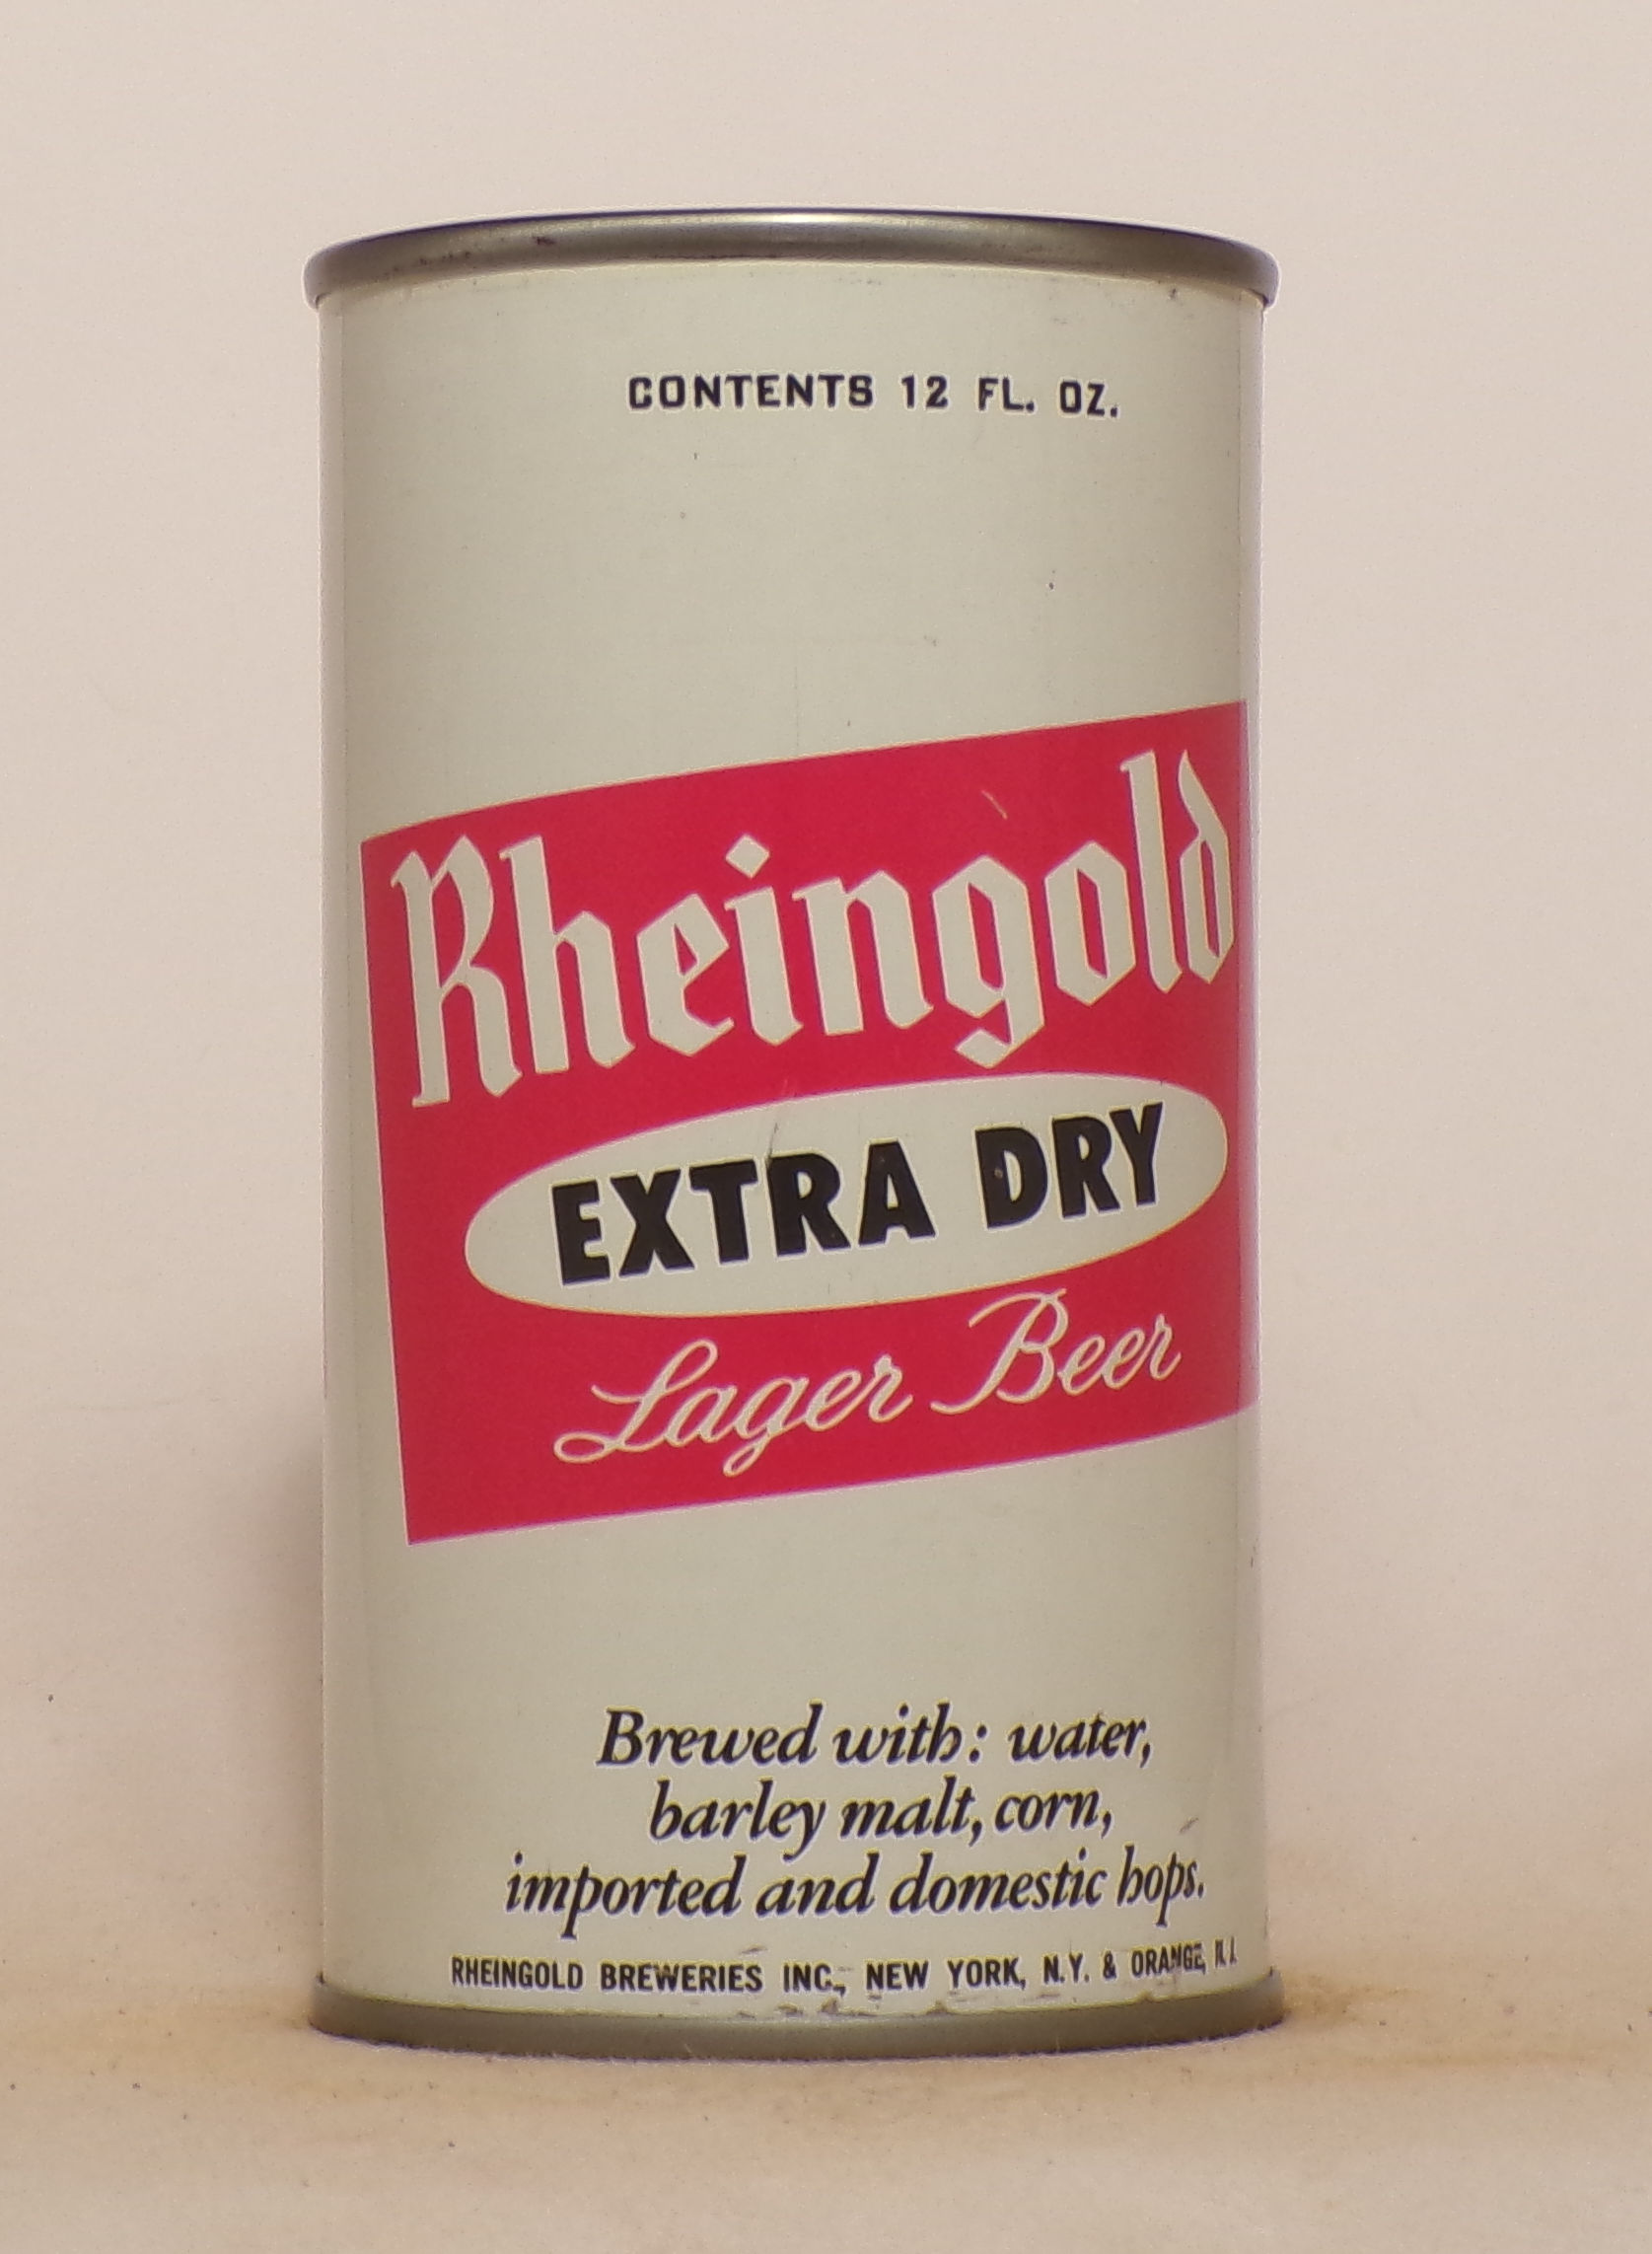 CONTENTS 12 FL. OZ.
Rheingold
EXTRA DRY
Lager Beer
Brewed with: water,
barley malt, corn,
imported and domestic hops.
RHEINGOLD BREWERIES INC., NEW YORK, N.Y. & ORANGE, N.J.